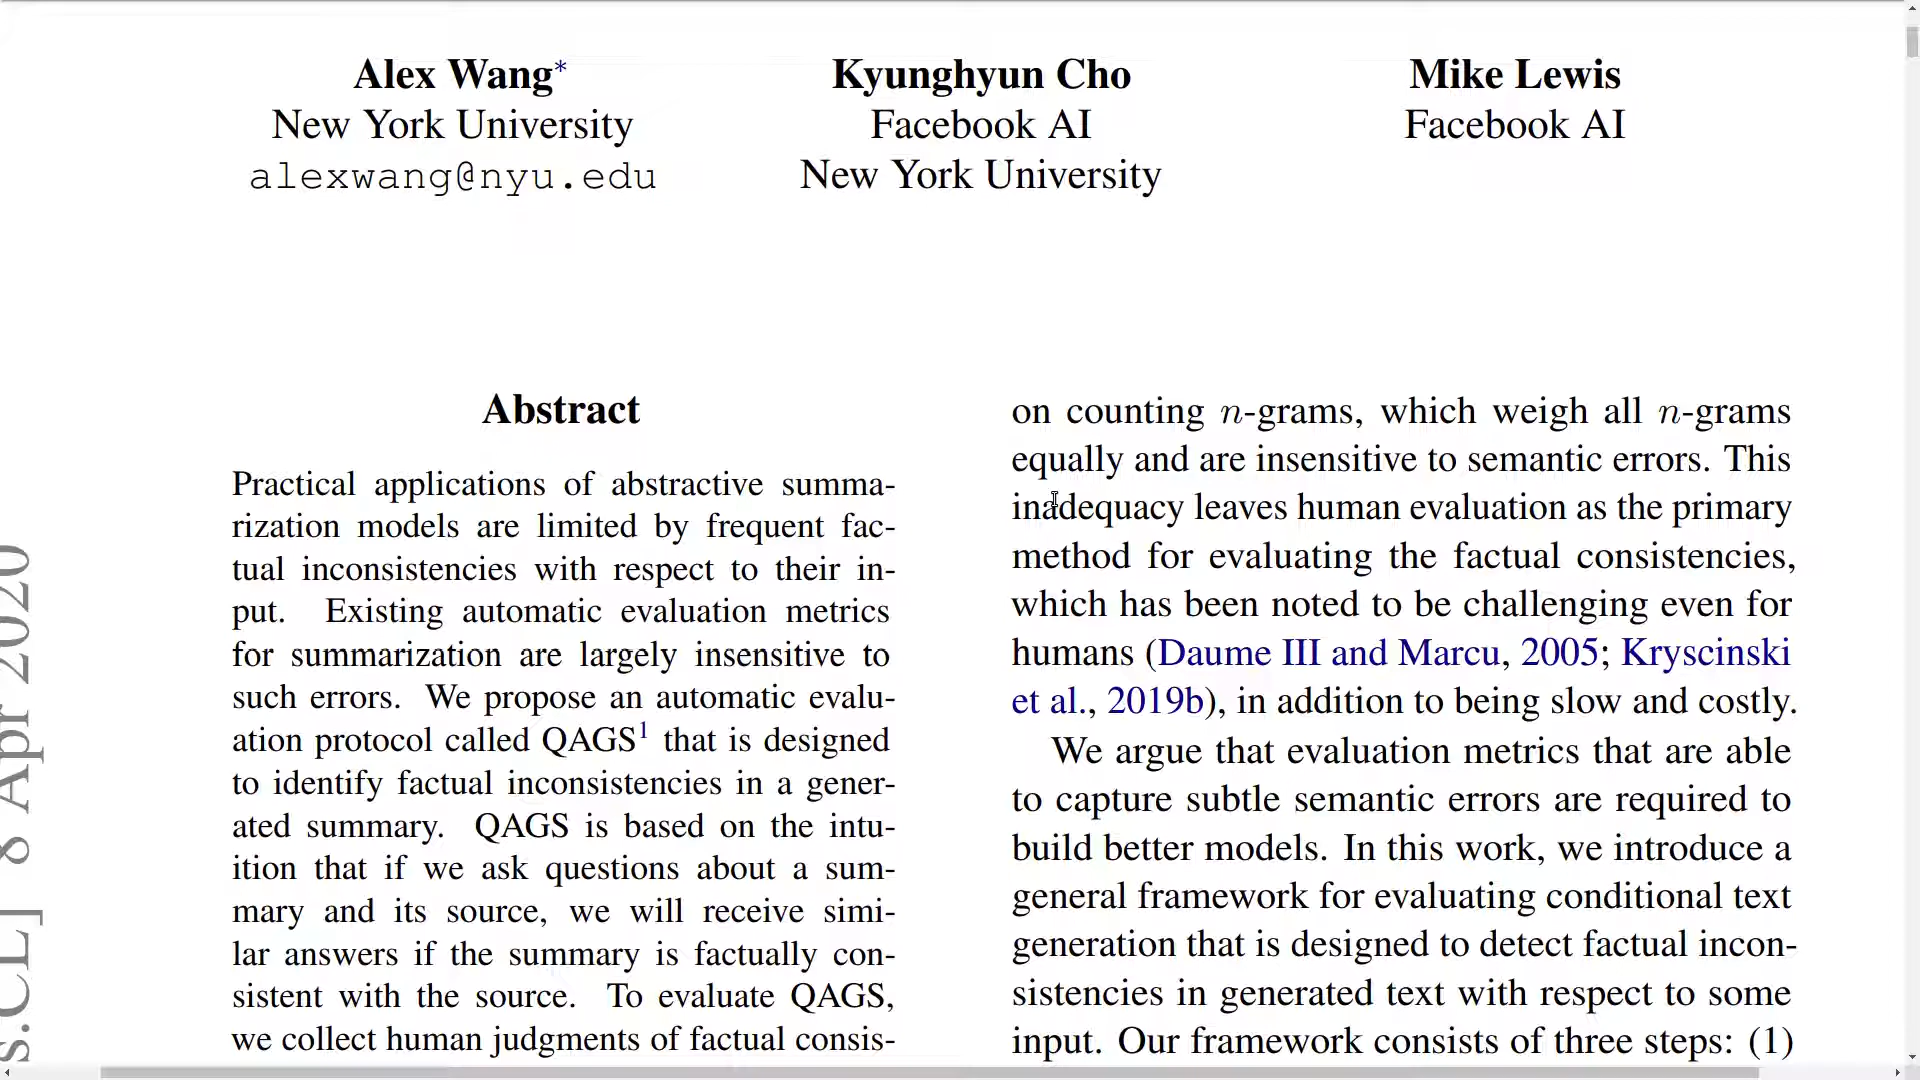 Alex Wang*
New York University
alexwang@nyu.edu
Kyunghyun Cho
Facebook AI
New York University
Mike Lewis
Facebook AI
Abstract
Practical applications of abstractive summa-
rization models are limited by frequent fac-
tual inconsistencies with respect to their in-
put. Existing automatic evaluation metrics
for summarization are largely insensitive to
such errors. We propose an automatic evalu-
ation protocol called QAGS1 that is designed
to identify factual inconsistencies in a gener-
ated summary. QAGS is based on the intu-
ition that if we ask questions about a sum-
mary and its source, we will receive simi-
lar answers if the summary is factually con-
sistent with the source. To evaluate QAGS,
we collect human judgments of factual consis-
on counting n-grams, which weigh all n-grams
equally and are insensitive to semantic errors. This
inadequacy leaves human evaluation as the primary
method for evaluating the factual consistencies,
which has been noted to be challenging even for
humans (Daume III and Marcu, 2005; Kryscinski
et al., 2019b), in addition to being slow and costly.
We argue that evaluation metrics that are able
to capture subtle semantic errors are required to
build better models. In this work, we introduce a
general framework for evaluating conditional text
generation that is designed to detect factual incon-
sistencies in generated text with respect to some
input. Our framework consists of three steps: (1)
s.CL] 8 Apr 2020